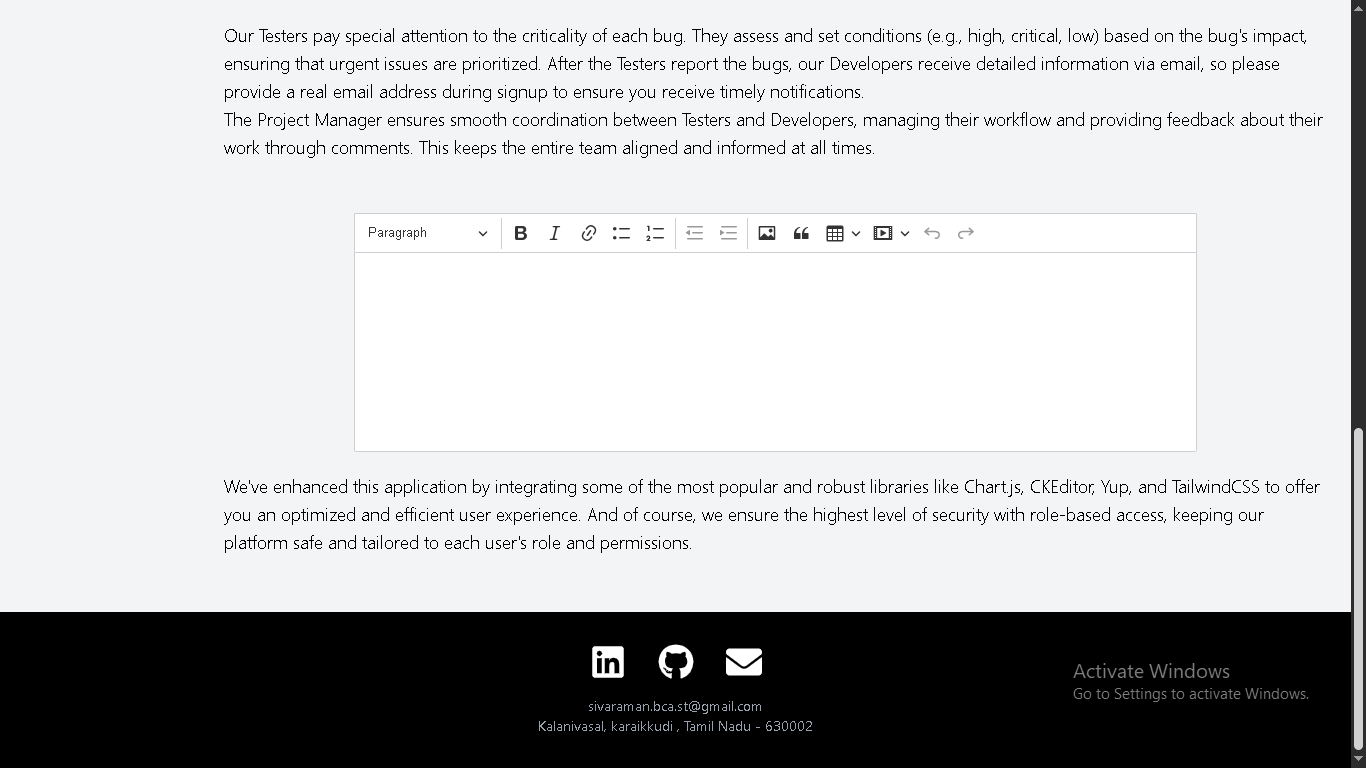 Our Testers pay special attention to the criticality of each bug. They assess and set conditions (e.g., high, critical, low) based on the bug's impact,
ensuring that urgent issues are prioritized. After the Testers report the bugs, our Developers receive detailed information via email, so please
provide a real email address during signup to ensure you receive timely notifications.
The Project Manager ensures smooth coordination between Testers and Developers, managing their workflow and providing feedback about their
work through comments. This keeps the entire team aligned and informed at all times.
Paragraph
We've enhanced this application by integrating some of the most popular and robust libraries like Chart.js, CKEditor, Yup, and TailwindCSS to offer
you an optimized and efficient user experience. And of course, we ensure the highest level of security with role-based access, keeping our
platform safe and tailored to each user's role and permissions.
sivaraman.bca.st@gmail.com
Kalanivasal, karaikkudi , Tamil Nadu - 630002
Activate Windows
Go to Settings to activate Windows.